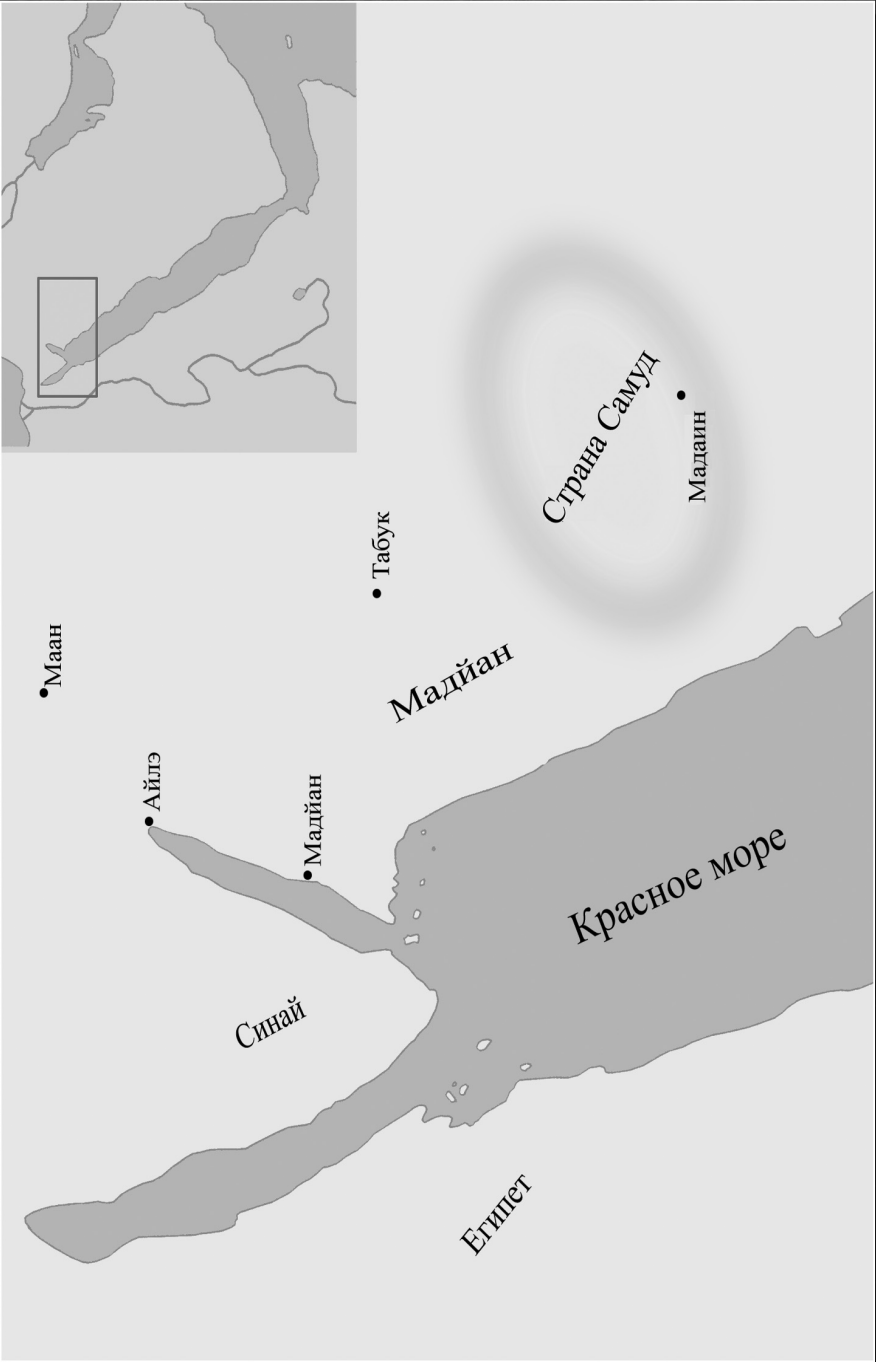 Маан
Айлэ
Мадйан
Табук
Мадйан
Страна Самуд
Мадаин
Синай
Красное море
Египет